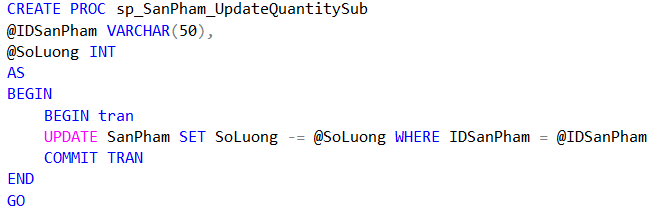 CREATE PROC sp_SanPham_UpdateQuantitySub
@IDSanPham VARCHAR(50),
@SoLuong INT
AS
BEGIN
    BEGIN tran
    UPDATE SanPham SET SoLuong -= @SoLuong WHERE IDSanPham = @IDSanPham
    COMMIT TRAN
END
GO